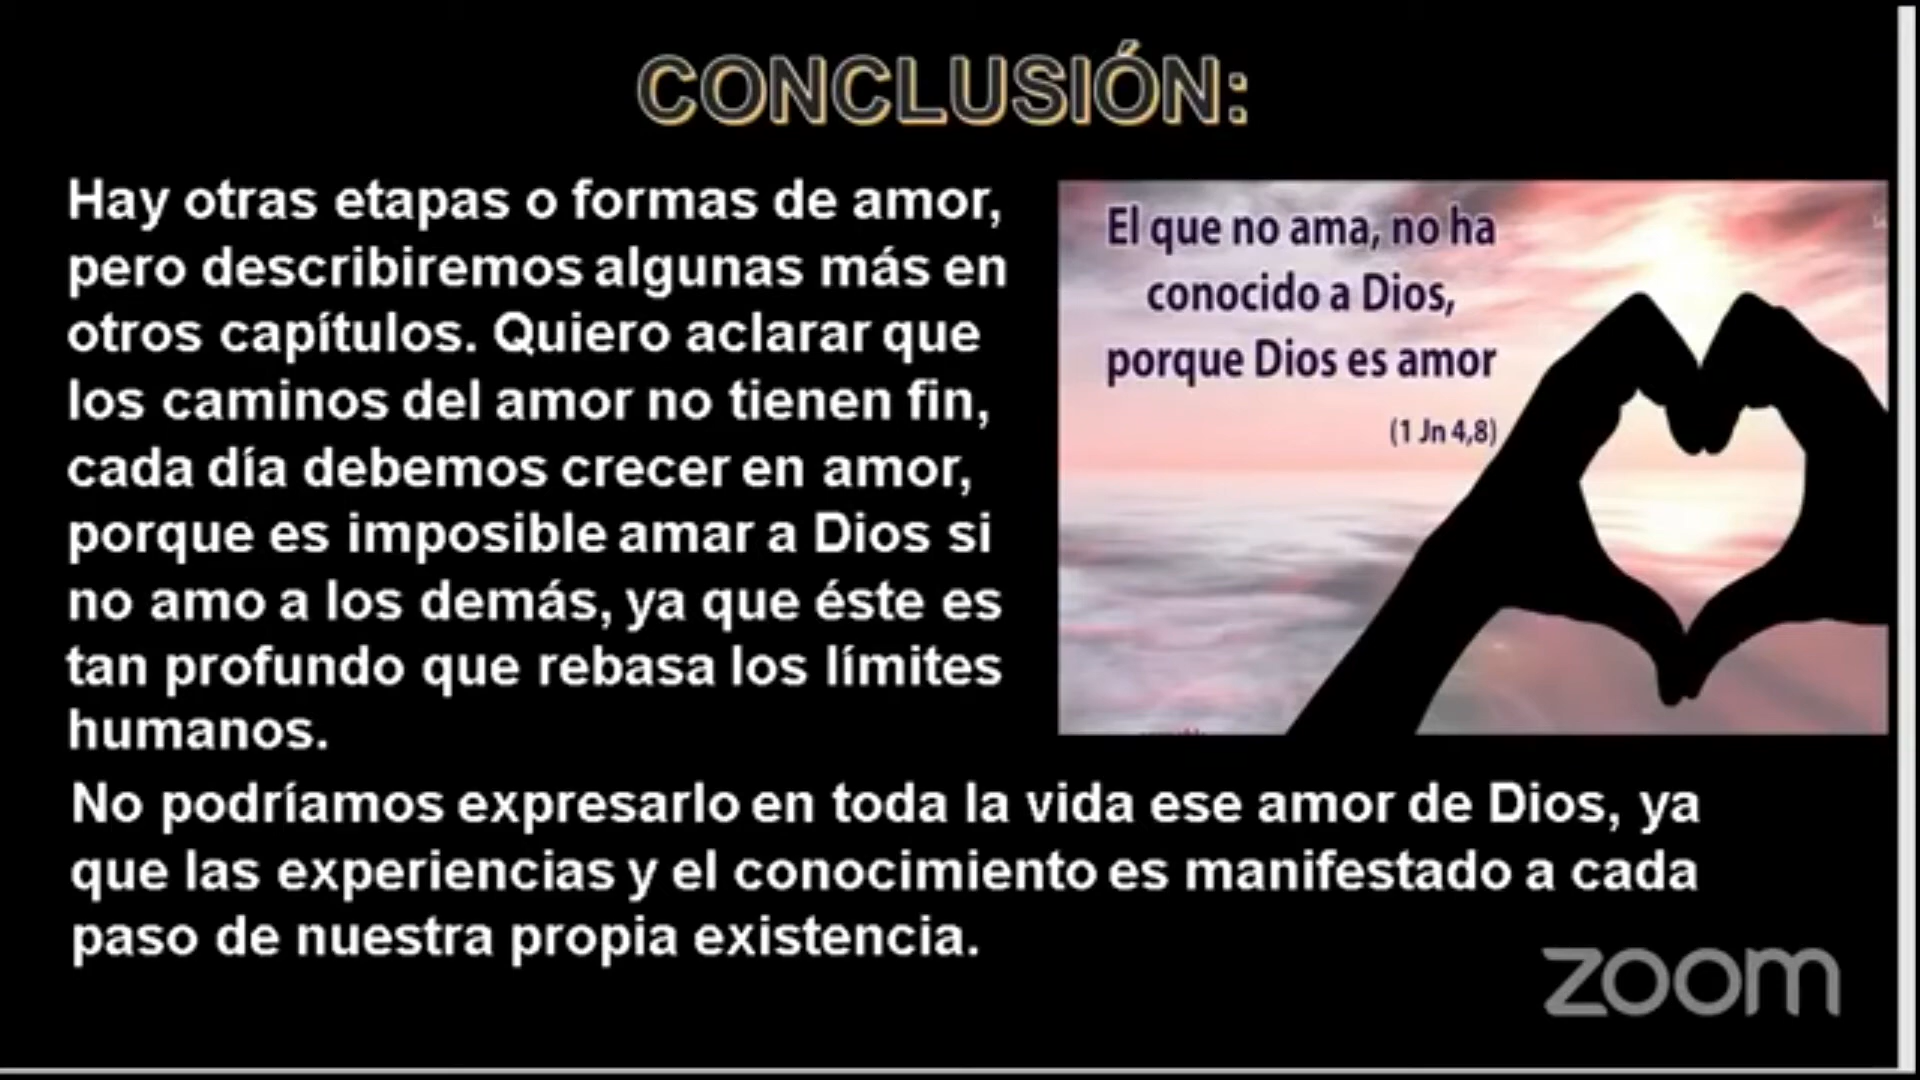 CONCLUSIÓN:
Hay otras etapas o formas de amor,
pero describiremos algunas más en
otros capítulos. Quiero aclarar que
los caminos del amor no tienen fin,
cada día debemos crecer en amor,
porque es imposible amar a Dios si
no amo a los demás, ya que éste es
tan profundo que rebasa los límites
humanos.
El que no ama, no ha
conocido a Dios,
porque Dios es amor
(1 Jn 4,8)
No podríamos expresarlo en toda la vida ese amor de Dios, ya
que las experiencias y el conocimiento es manifestado a cada
paso de nuestra propia existencia.
zoom